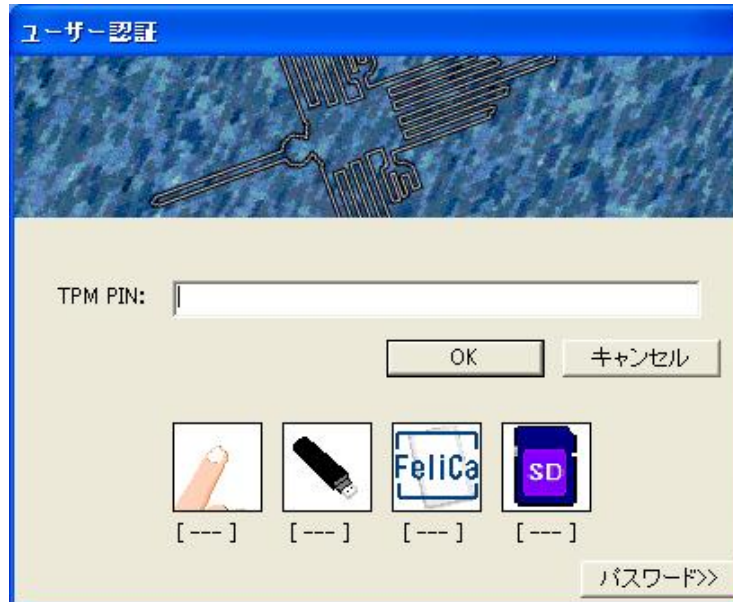 ユーザー認証
TPM PIN:
OK キャンセル
FeliCa SD
[ --- ] [ --- ] [ --- ] [ --- ]
パスワード>>